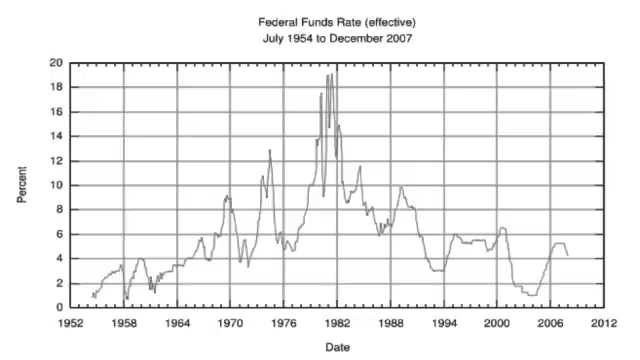 Federal Funds Rate (effective)
July 1954 to December 2007
20
18
16
14
12
10
8
6
4
2
0
Percent
1952 1958 1964 1970 1976 1982 1988 1994 2000 2006 2012
Date